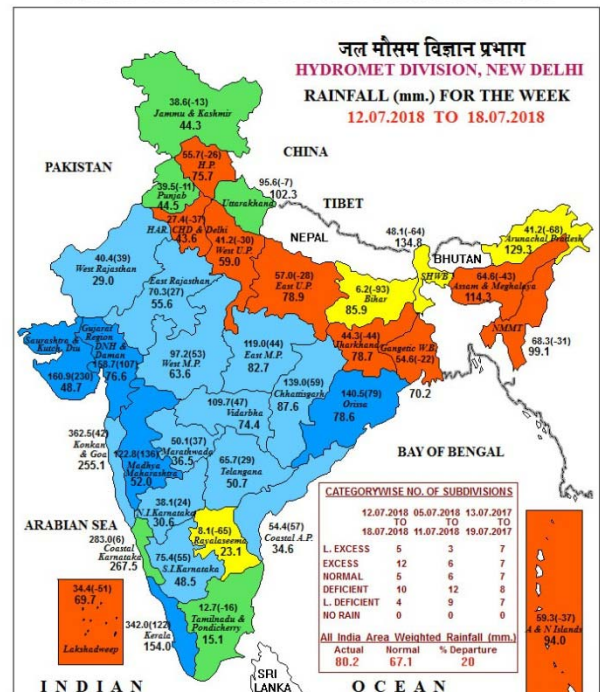 जल मौसम विज्ञान प्रभाग
HYDROMET DIVISION, NEW DELHI
RAINFALL (mm.) FOR THE WEEK
12.07.2018 TO 18.07.2018
38.6(-13)
Jammu & Kashmir
44.3
CHINA
55.7(-26)
H.P.
75.7
PAKISTAN
39.5(-11)
Punjab
44.5
95.6(-7)
Uttarakhand
102.3
TIBET
27.4(-37)
HAR. CHD & Delhi
43.6
41.2(-30)
West U.P.
59.0
NEPAL
48.1(-64)
134.8
SHWB
BHUTAN
41.2(-68)
Arunachal Pradesh
129.3
40.4(39)
West Rajasthan
29.0
East Rajasthan
70.3(27)
55.6
57.0(-28)
East U.P.
78.9
6.2(-93)
Bihar
85.9
64.6(-43)
Assam & Meghalaya
114.3
NMMT
68.3(-31)
99.1
Saurashtra &
Kutch, Diu
160.9(230)
48.7
Gujarat
Region
DNH &
Daman
158.7(107)
76.6
97.2(53)
West M.P.
63.6
119.0(44)
East M.P.
82.7
44.3(-44)
Jharkhand
78.7
Gangetic W.B.
54.6(-22)
70.2
139.0(59)
Chhattisgarh
87.6
140.5(79)
Orissa
78.6
109.7(47)
Vidarbha
74.4
362.5(42)
Konkan
& Goa
255.1
122.8(136)
Madhya
Maharashtra
52.0
50.1(37)
Marathwada
36.5
65.7(29)
Telangana
50.7
BAY OF BENGAL
38.1(24)
N.I.Karnataka
30.6
ARABIAN SEA
283.0(6)
Coastal
Karnataka
267.5
8.1(-65)
Rayalaseema
23.1
54.4(57)
Coastal A.P.
34.6
75.4(55)
S.I.Karnataka
48.5
34.4(-51)
69.7
Lakshadweep
342.0(122)
Kerala
154.0
12.7(-16)
Tamilnadu &
Pondicherry
15.1
CATEGORYWISE NO. OF SUBDIVISIONS
12.07.2018 05.07.2018 13.07.2017
TO TO TO
18.07.2018 11.07.2018 19.07.2017
L. EXCESS 5 3 7
EXCESS 12 6 7
NORMAL 5 6 7
DEFICIENT 10 12 8
L. DEFICIENT 4 9 7
NO RAIN 0 0 0
All India Area Weighted Rainfall (mm.)
Actual Normal % Departure
80.2 67.1 20
59.3(-37)
A & N Islands
94.0
SRI
LANKA
INDIAN OCEAN